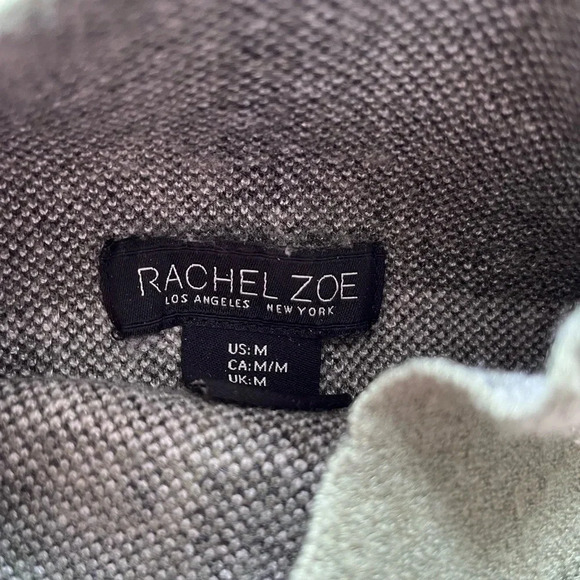 RACHEL ZOE
LOS ANGELES NEW YORK
US: M
CA: M/M
UK: M